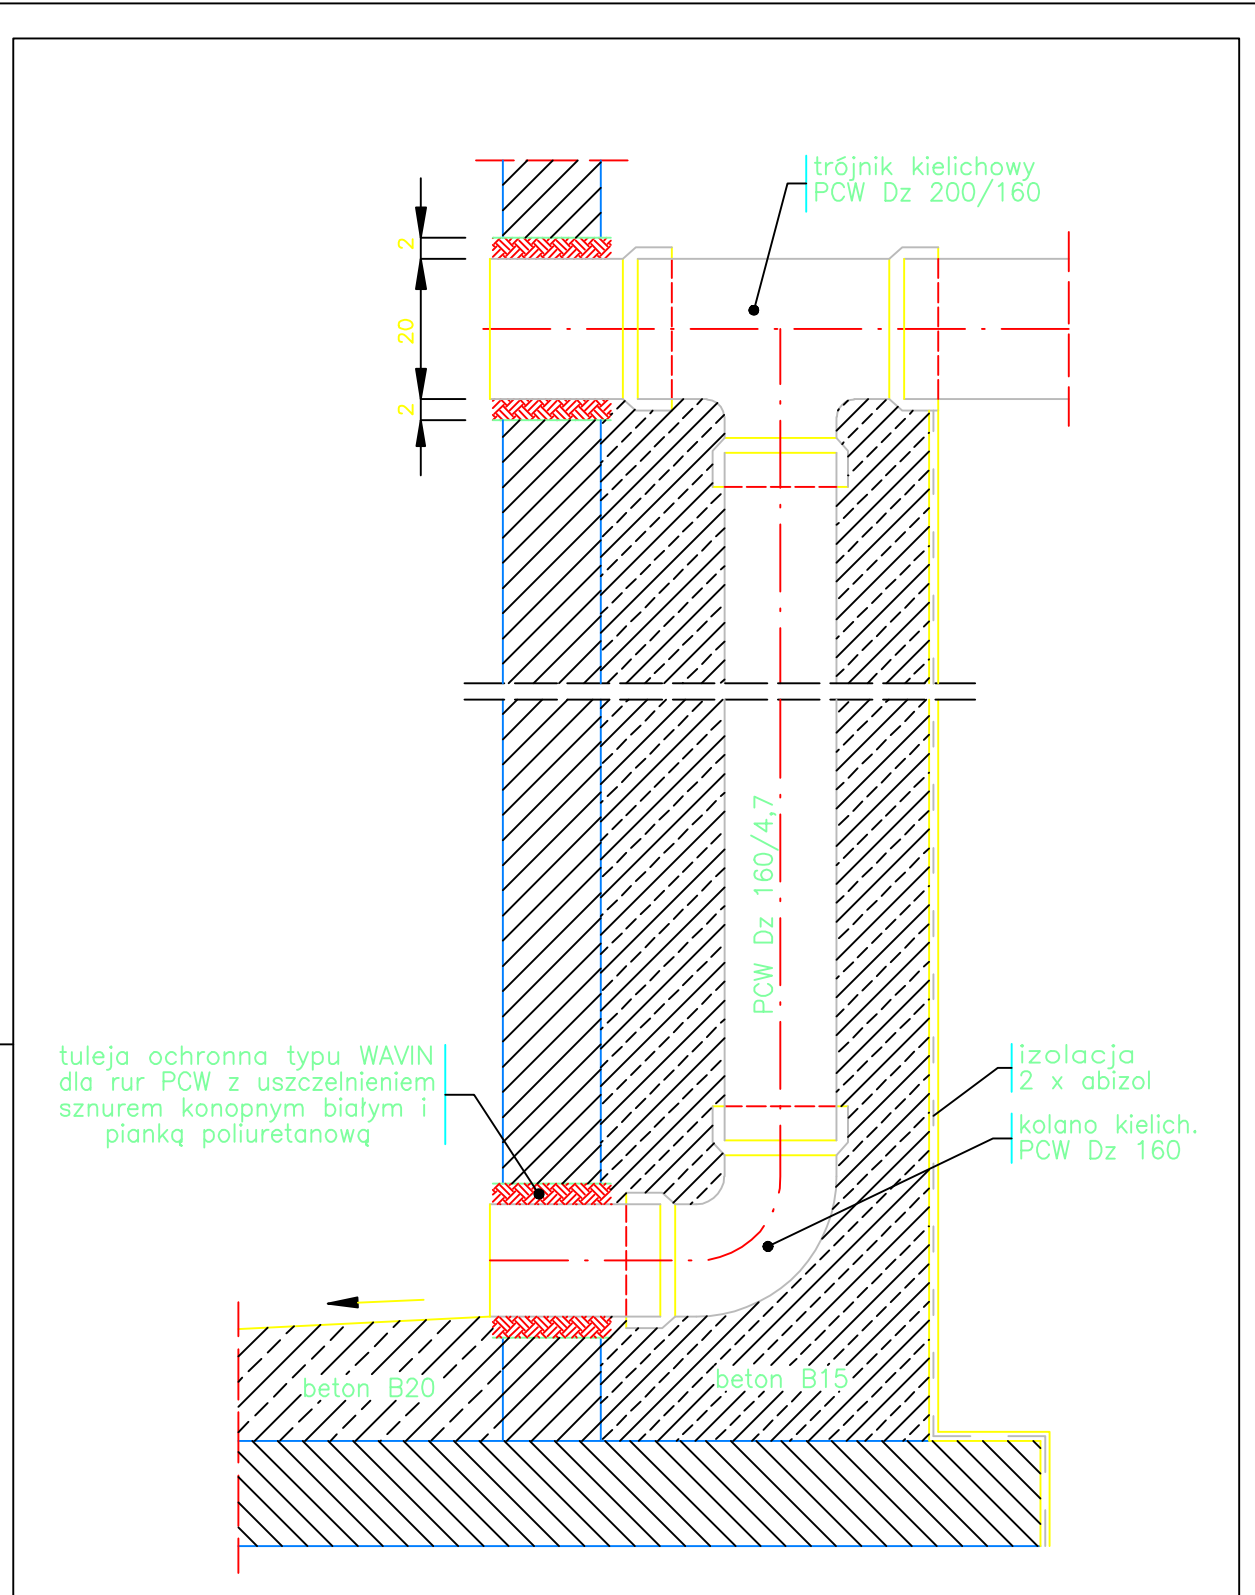 trójnik kielichowy
PCW Dz 200/160
2
20
2
PCW Dz 160/4,7
tuleja ochronna typu WAVIN
dla rur PCW z uszczelnieniem
sznurem konopnym białym i
pianką poliuretanową
izolacja
2 x abizol
kolano kielich.
PCW Dz 160
beton B20
beton B15